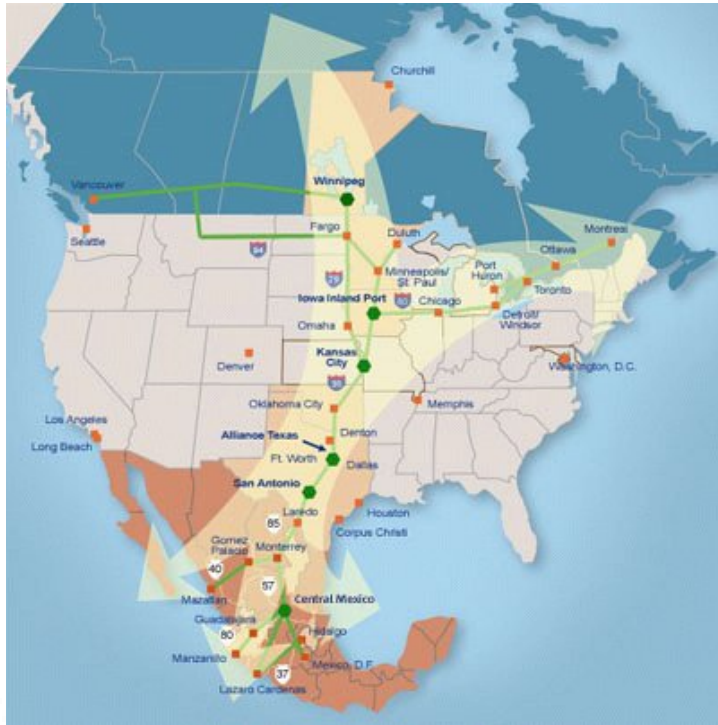 Churchill
Vancouver
Winnipeg
Seattle
Fargo
Duluth
Montreal
94
Ottawa
29
Minneapolis/
St. Paul
Port
Huron
Toronto
Iowa Inland Port
80
Chicago
Detroit/
Windsor
Omaha
Kansas
City
Denver
35
Washington, D.C.
Oklahoma City
Memphis
Los Angeles
Long Beach
Alliance Texas
Denton
Ft. Worth
Dallas
San Antonio
Laredo
Houston
85
Corpus Christi
Gomez
Palacio
Monterrey
40
57
Mazatlan
Central Mexico
Guadalajara
80
Hidalgo
Manzanillo
Mexico, D.F.
37
Lazaro Cardenas